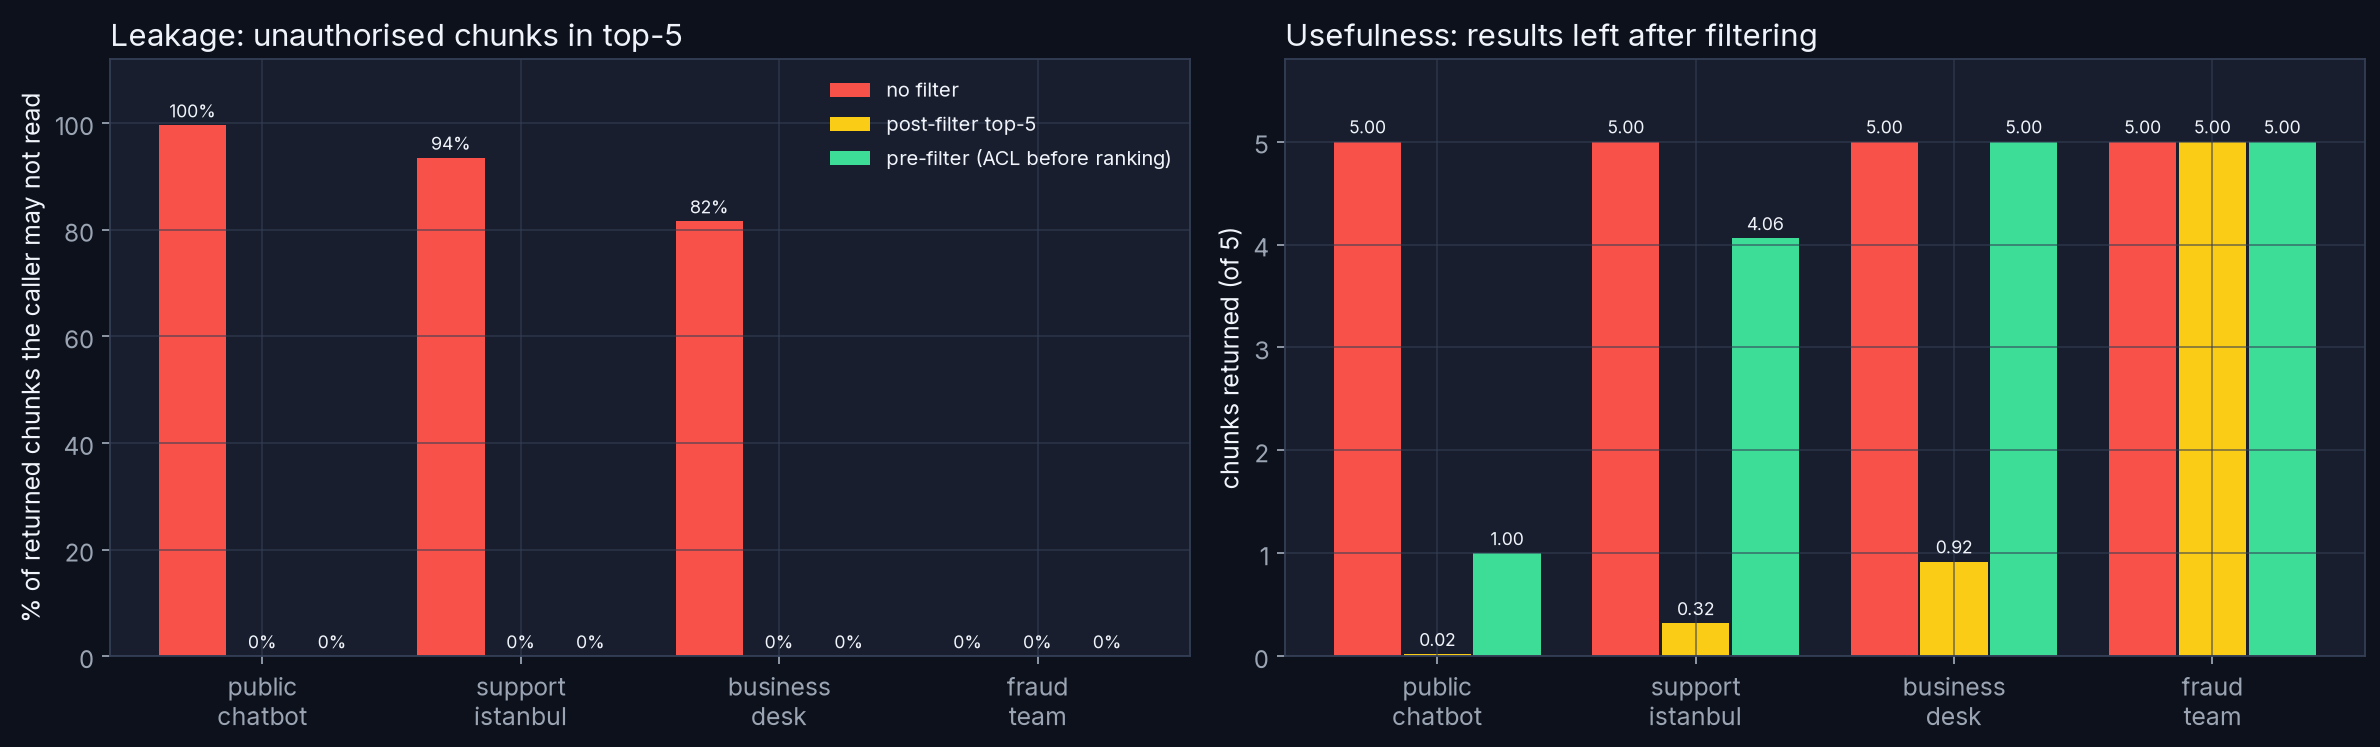 Leakage: unauthorised chunks in top-5
% of returned chunks the caller may not read
100
80
60
40
20
0
no filter
post-filter top-5
pre-filter (ACL before ranking)
100%
0%
0%
94%
0%
0%
82%
0%
0%
0%
0%
0%
public
chatbot
support
istanbul
business
desk
fraud
team
Usefulness: results left after filtering
chunks returned (of 5)
5
4
3
2
1
0
5.00
0.02
1.00
5.00
0.32
4.06
5.00
0.92
5.00
5.00
5.00
5.00
public
chatbot
support
istanbul
business
desk
fraud
team